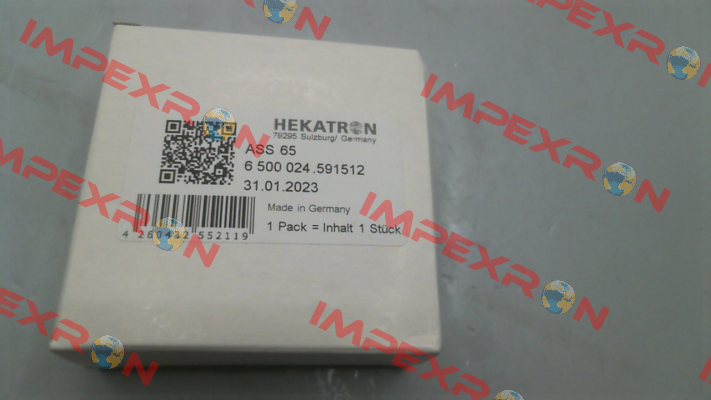 HEKATRON
79295 Sulzburg/ Germany
ASS 65
6 500 024.591512
31.01.2023
Made in Germany
1 Pack = Inhalt 1 Stück
4 260422 552119
IMPEXRON
IMPEXRON
IMPEXRON
IMPEXRON
IMPEXRON
IMPEXRON
IMPEXRON